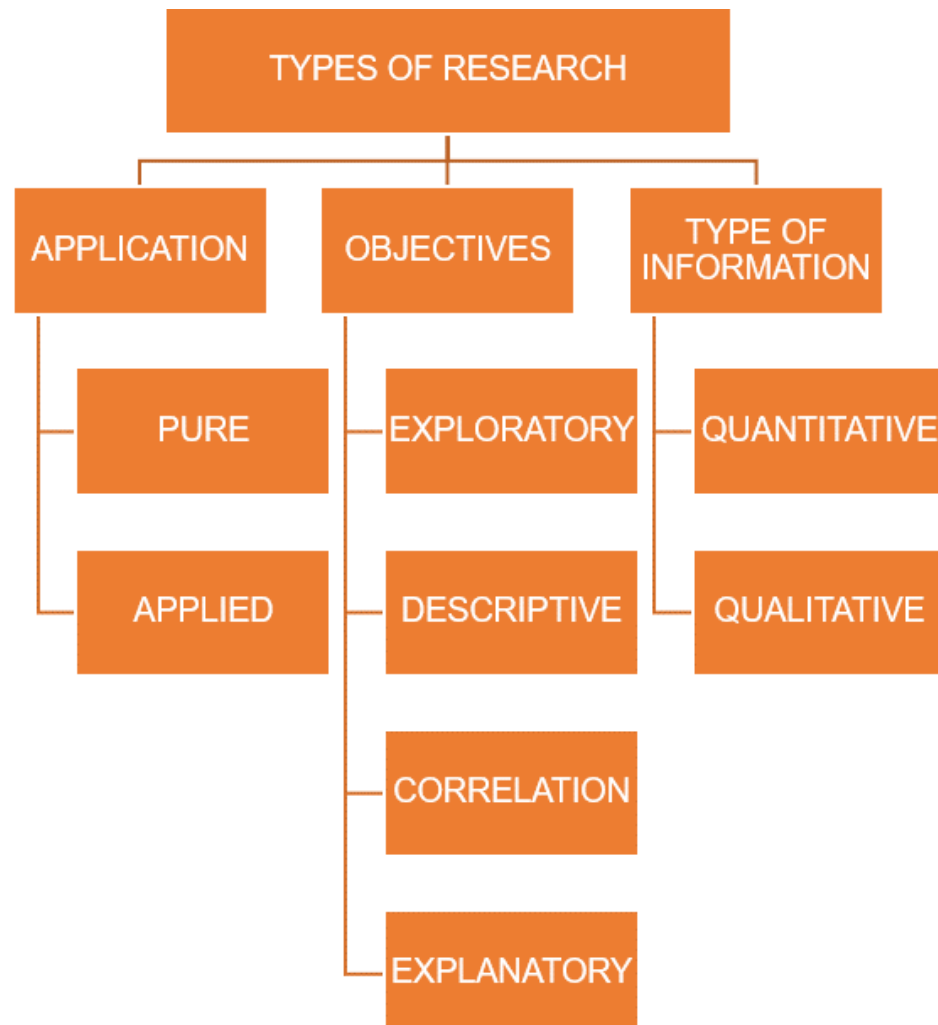 TYPES OF RESEARCH
APPLICATION
PURE
APPLIED
OBJECTIVES
EXPLORATORY
DESCRIPTIVE
CORRELATION
EXPLANATORY
TYPE OF
INFORMATION
QUANTITATIVE
QUALITATIVE